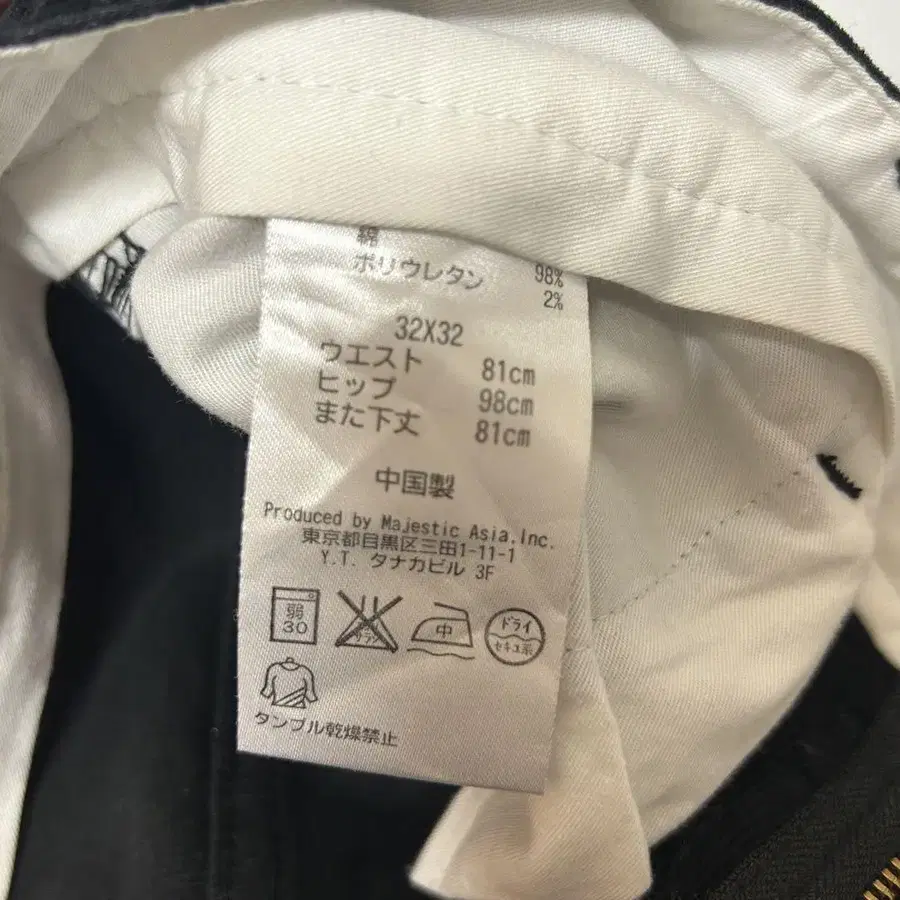 綿 98%
ポリウレタン 2%
32X32
ウエスト 81cm
ヒップ 98cm
また下丈 81cm
中国製
Produced by Majestic Asia,Inc.
東京都目黒区三田1-11-1
Y.T. タナカビル 3F
弱
30
中
ドライ
セキユ系
タンブル乾燥禁止